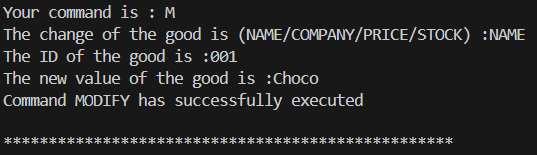 Your command is : M
The change of the good is (NAME/COMPANY/PRICE/STOCK) :NAME
The ID of the good is :001
The new value of the good is :Choco
Command MODIFY has successfully executed
**************************************************